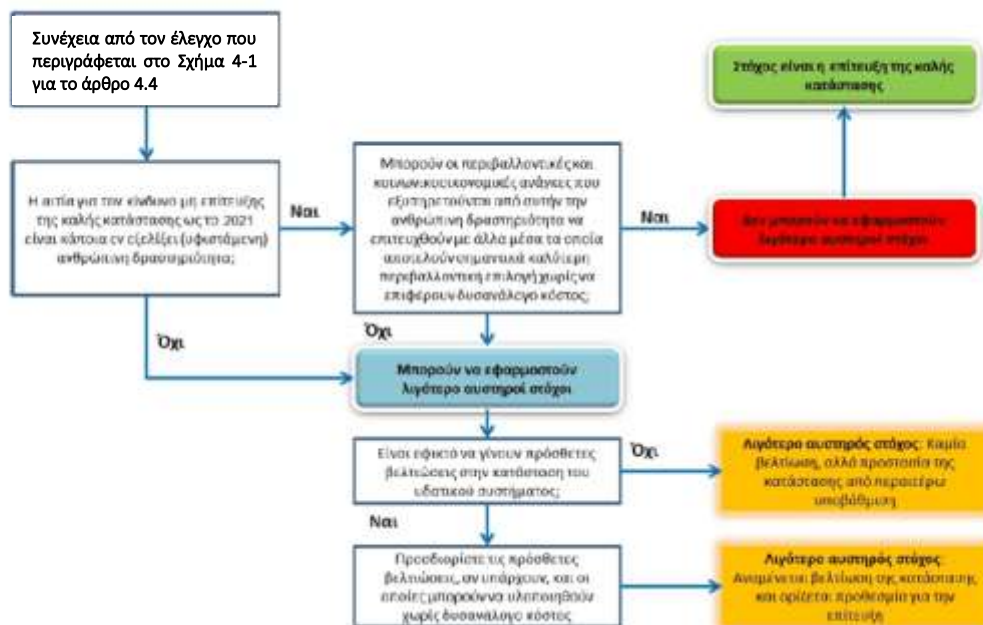 Συνέχεια από τον έλεγχο που
περιγράφεται στο Σχήμα 4-1
για το άρθρο 4.4
Στόχος είναι η επίτευξη της καλής
κατάστασης
Η αιτία για τον κίνδυνο μη επίτευξης
της καλής κατάστασης ως το 2021
είναι κάποια εν εξελίξει (υφιστάμενη)
ανθρώπινη δραστηριότητα;
Ναι
Μπορούν οι περιβαλλοντικές και
κοινωνικοοικονομικές ανάγκες που
εξυπηρετούνται από αυτήν την
ανθρώπινη δραστηριότητα να
επιτευχθούν με άλλα μέσα τα οποία
αποτελούν σημαντικά καλύτερη
περιβαλλοντική επιλογή χωρίς να
επιφέρουν δυσανάλογο κόστος;
Ναι
Δεν μπορούν να εφαρμοστούν
λιγότερο αυστηροί στόχοι
Όχι
Όχι
Μπορούν να εφαρμοστούν
λιγότερο αυστηροί στόχοι
Είναι εφικτό να γίνουν πρόσθετες
βελτιώσεις στην κατάσταση του
υδατικού συστήματος;
Όχι
Λιγότερο αυστηρός στόχος: Καμία
βελτίωση, αλλά προστασία της
κατάστασης από περαιτέρω
υποβάθμιση
Ναι
Προσδιορίστε τις πρόσθετες
βελτιώσεις, αν υπάρχουν, και οι
οποίες μπορούν να υλοποιηθούν
χωρίς δυσανάλογο κόστος
Λιγότερο αυστηρός στόχος:
Αναμένεται βελτίωση της κατάστασης
και ορίζεται προθεσμία για την
επίτευξη